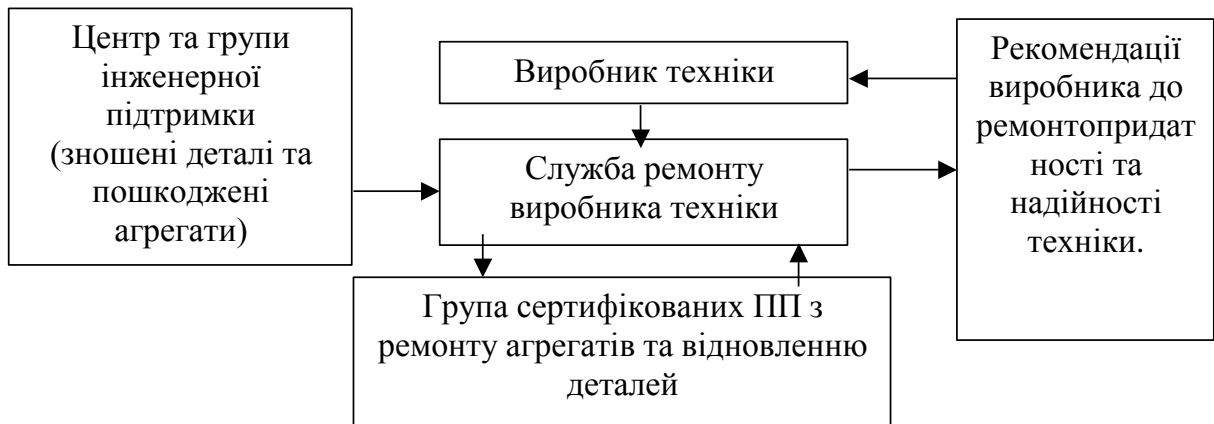 Центр та групи
інженерної
підтримки
(зношені деталі та
пошкоджені
агрегати)
Виробник техніки
Служба ремонту
виробника техніки
Група сертифікованих ПП з
ремонту агрегатів та відновленню
деталей
Рекомендації
виробника до
ремонтопридат
ності та
надійності
техніки.